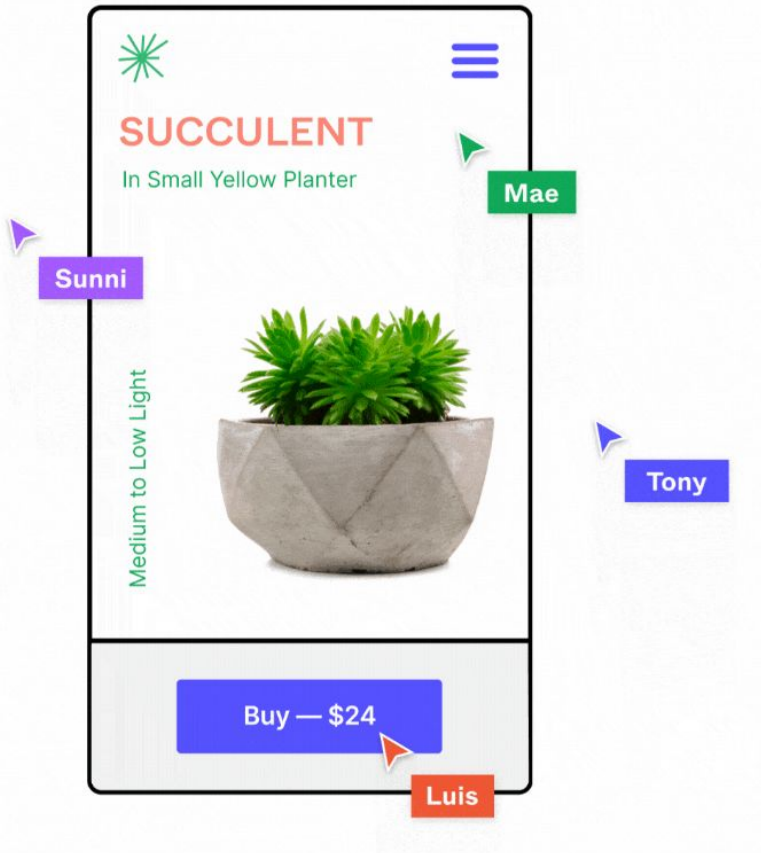 SUCCULENT
In Small Yellow Planter
Mae
Sunni
Medium to Low Light
Tony
Buy — $24
Luis